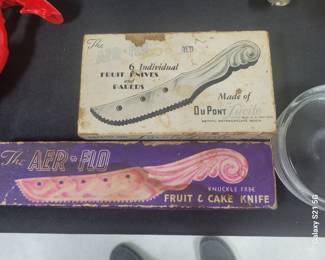 The
6 Individual
FRUIT KNIVES
and
PARERS
Made of
DU PONT Lucite
The AER-FLO
KNUCKLE FREE
FRUIT & CAKE KNIFE
Galaxy S21 5G